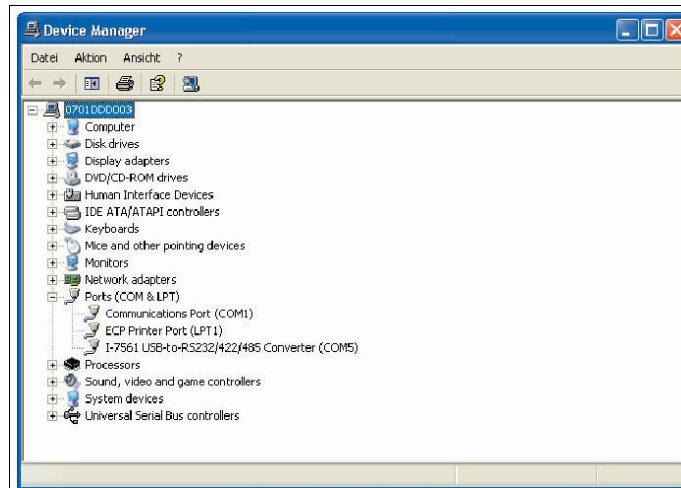 Device Manager
Datei Aktion Ansicht ?
0701DDD003
Computer
Disk drives
Display adapters
DVD/CD-ROM drives
Human Interface Devices
IDE ATA/ATAPI controllers
Keyboards
Mice and other pointing devices
Monitors
Network adapters
Ports (COM & LPT)
Communications Port (COM1)
ECP Printer Port (LPT1)
I-7561 USB-to-RS232/422/485 Converter (COM5)
Processors
Sound, video and game controllers
System devices
Universal Serial Bus controllers